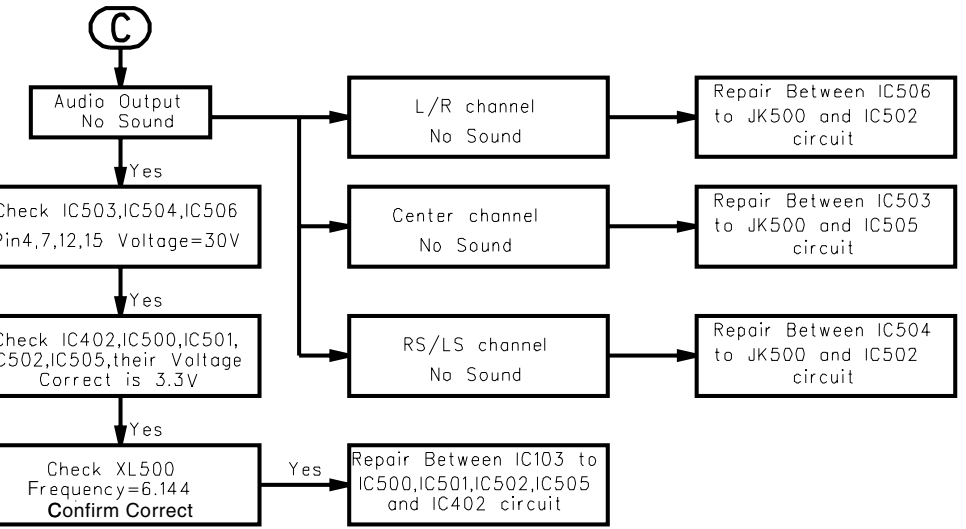 C
Audio Output
No Sound
L/R channel
No Sound
Repair Between IC506
to JK500 and IC502
circuit
Yes
Check IC503,IC504,IC506
Pin4,7,12,15 Voltage=30V
Center channel
No Sound
Repair Between IC503
to JK500 and IC505
circuit
Yes
Check IC402,IC500,IC501,
IC502,IC505,their Voltage
Correct is 3.3V
RS/LS channel
No Sound
Repair Between IC504
to JK500 and IC502
circuit
Yes
Check XL500
Frequency=6.144
Confirm Correct
Yes
Repair Between IC103 to
IC500,IC501,IC502,IC505
and IC402 circuit